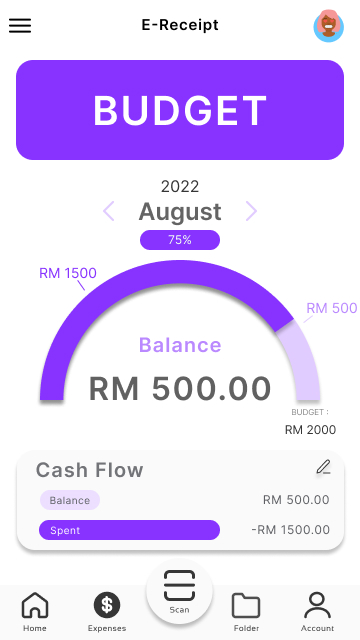 E-Receipt
BUDGET
2022
August
75%
RM 1500
RM 500
Balance
RM 500.00
BUDGET :
RM 2000
Cash Flow
Balance RM 500.00
Spent -RM 1500.00
Home Expenses Scan Folder Account